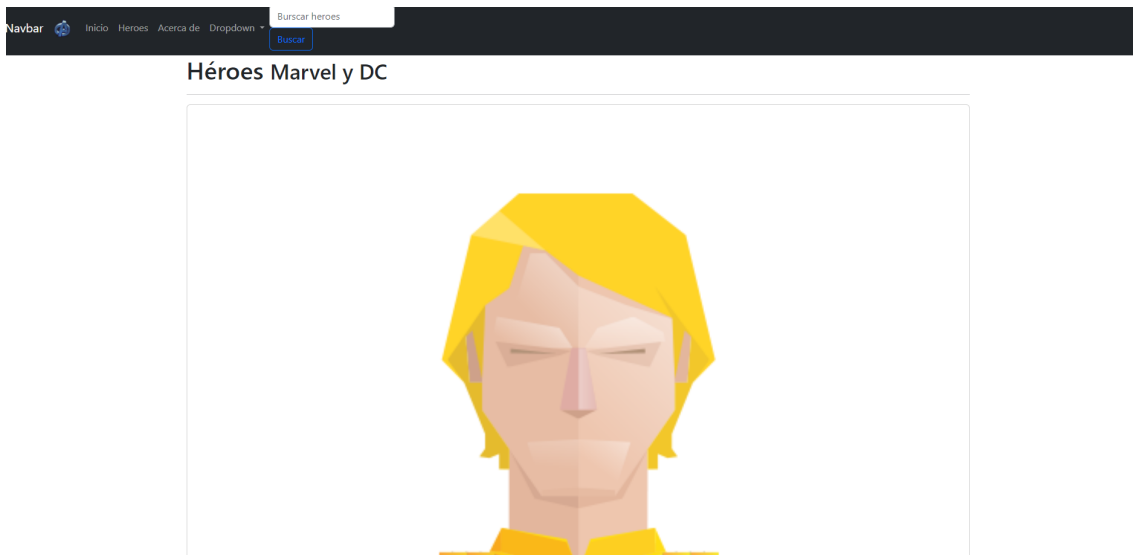 Navbar Inicio Heroes Acerca de Dropdown
Burscar heroes
Buscar
Héroes Marvel y DC